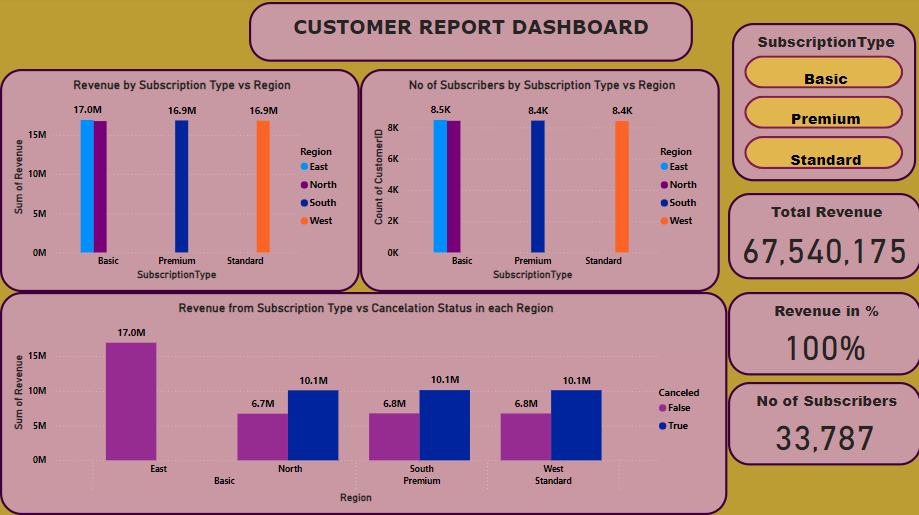 CUSTOMER REPORT DASHBOARD
SubscriptionType
Basic
Premium
Standard
Revenue by Subscription Type vs Region
17.0M
16.9M
16.9M
15M
10M
5M
0M
Sum of Revenue
Basic
Premium
Standard
SubscriptionType
Region
East
North
South
West
No of Subscribers by Subscription Type vs Region
8.5K
8.4K
8.4K
8K
6K
4K
2K
0K
Count of CustomerID
Basic
Premium
Standard
SubscriptionType
Region
East
North
South
West
Total Revenue
67,540,175
Revenue in %
100%
No of Subscribers
33,787
Revenue from Subscription Type vs Cancelation Status in each Region
17.0M
6.7M
10.1M
6.8M
10.1M
6.8M
10.1M
15M
10M
5M
0M
Sum of Revenue
East
North
South
West
Basic
Premium
Standard
Region
Canceled
False
True